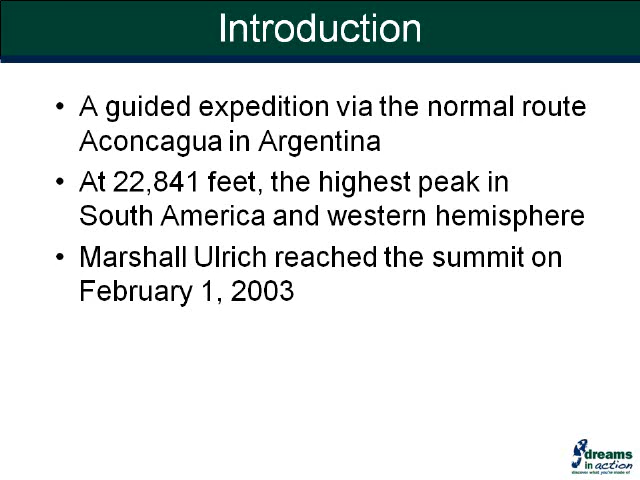 Introduction
• A guided expedition via the normal route
Aconcagua in Argentina
• At 22,841 feet, the highest peak in
South America and western hemisphere
• Marshall Ulrich reached the summit on
February 1, 2003
dreams
in action
discover what you're made of